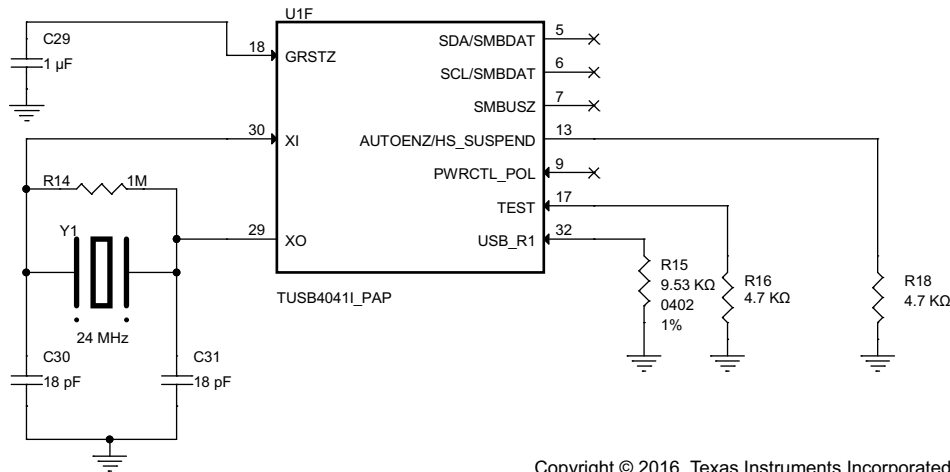 U1F
C29
1 µF
18
GRSTZ
SDA/SMBDAT
5
SCL/SMBDAT
6
SMBUSZ
7
30
XI
AUTOENZ/HS_SUSPEND
13
PWRCTL_POL
9
R14
1M
TEST
17
Y1
29
XO
USB_R1
32
R15
9.53 KΩ
0402
1%
R16
4.7 KΩ
R18
4.7 KΩ
TUSB4041I_PAP
24 MHz
C30
18 pF
C31
18 pF
Copyright © 2016, Texas Instruments Incorporated